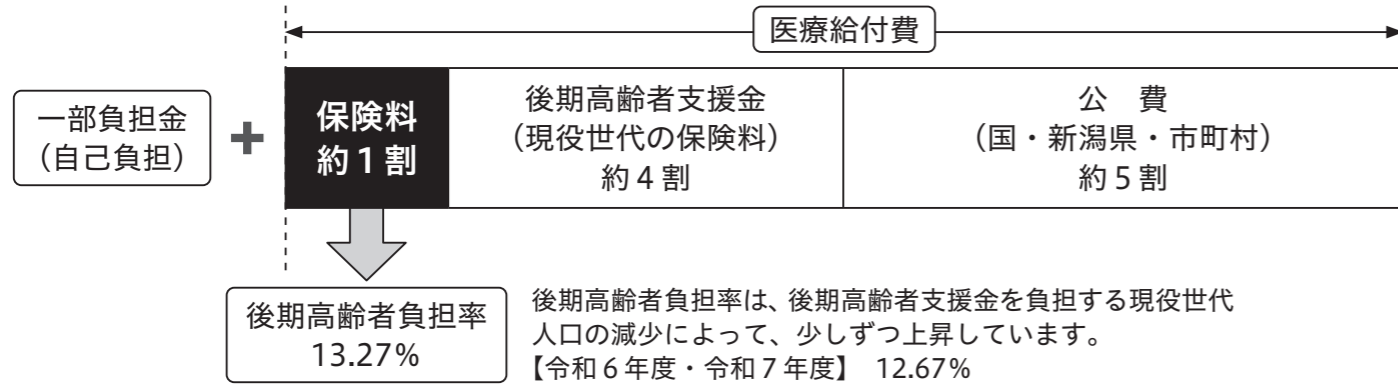 医療給付費
一部負担金
（自己負担）
+
保険料
約1割
後期高齢者支援金
（現役世代の保険料）
約4割
公　費
（国・新潟県・市町村）
約5割
後期高齢者負担率
13.27%
後期高齢者負担率は、後期高齢者支援金を負担する現役世代
人口の減少によって、少しずつ上昇しています。
【令和6年度・令和7年度】　12.67%